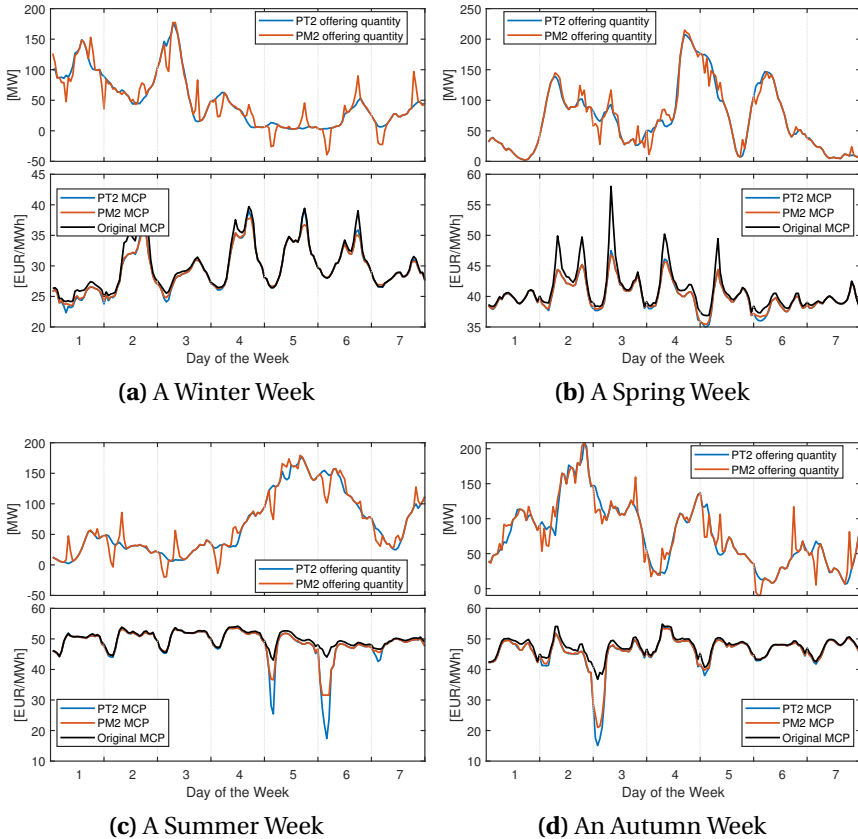 PT2 offering quantity
PM2 offering quantity
200
150
100
50
0
-50
[MW]
45
40
35
30
25
20
[EUR/MWh]
PT2 MCP
PM2 MCP
Original MCP
1 2 3 4 5 6 7
Day of the Week
(a) A Winter Week
PT2 offering quantity
PM2 offering quantity
250
200
150
100
50
0
[MW]
60
55
50
45
40
35
[EUR/MWh]
PT2 MCP
PM2 MCP
Original MCP
1 2 3 4 5 6 7
Day of the Week
(b) A Spring Week
200
150
100
50
0
-50
[MW]
PT2 offering quantity
PM2 offering quantity
60
50
40
30
20
10
[EUR/MWh]
PT2 MCP
PM2 MCP
Original MCP
1 2 3 4 5 6 7
Day of the Week
(c) A Summer Week
PT2 offering quantity
PM2 offering quantity
200
150
100
50
0
[MW]
60
50
40
30
20
10
[EUR/MWh]
PT2 MCP
PM2 MCP
Original MCP
1 2 3 4 5 6 7
Day of the Week
(d) An Autumn Week